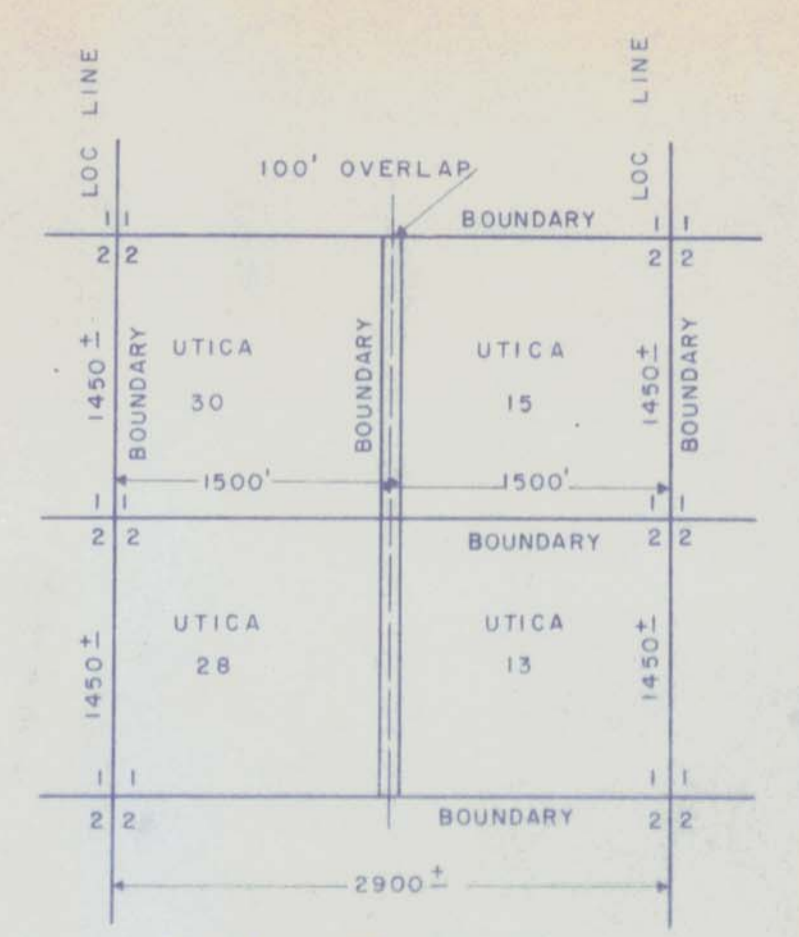 LOC LINE
LOC LINE
100' OVERLAP
BOUNDARY
1 1
1 1
2 2
2 2
1450±
BOUNDARY
UTICA
30
BOUNDARY
UTICA
15
1450±
BOUNDARY
1500'
1500'
1 1
1 1
2 2
BOUNDARY
2 2
1450±
UTICA
28
UTICA
13
1450±
1 1
1 1
2 2
BOUNDARY
2 2
2900±